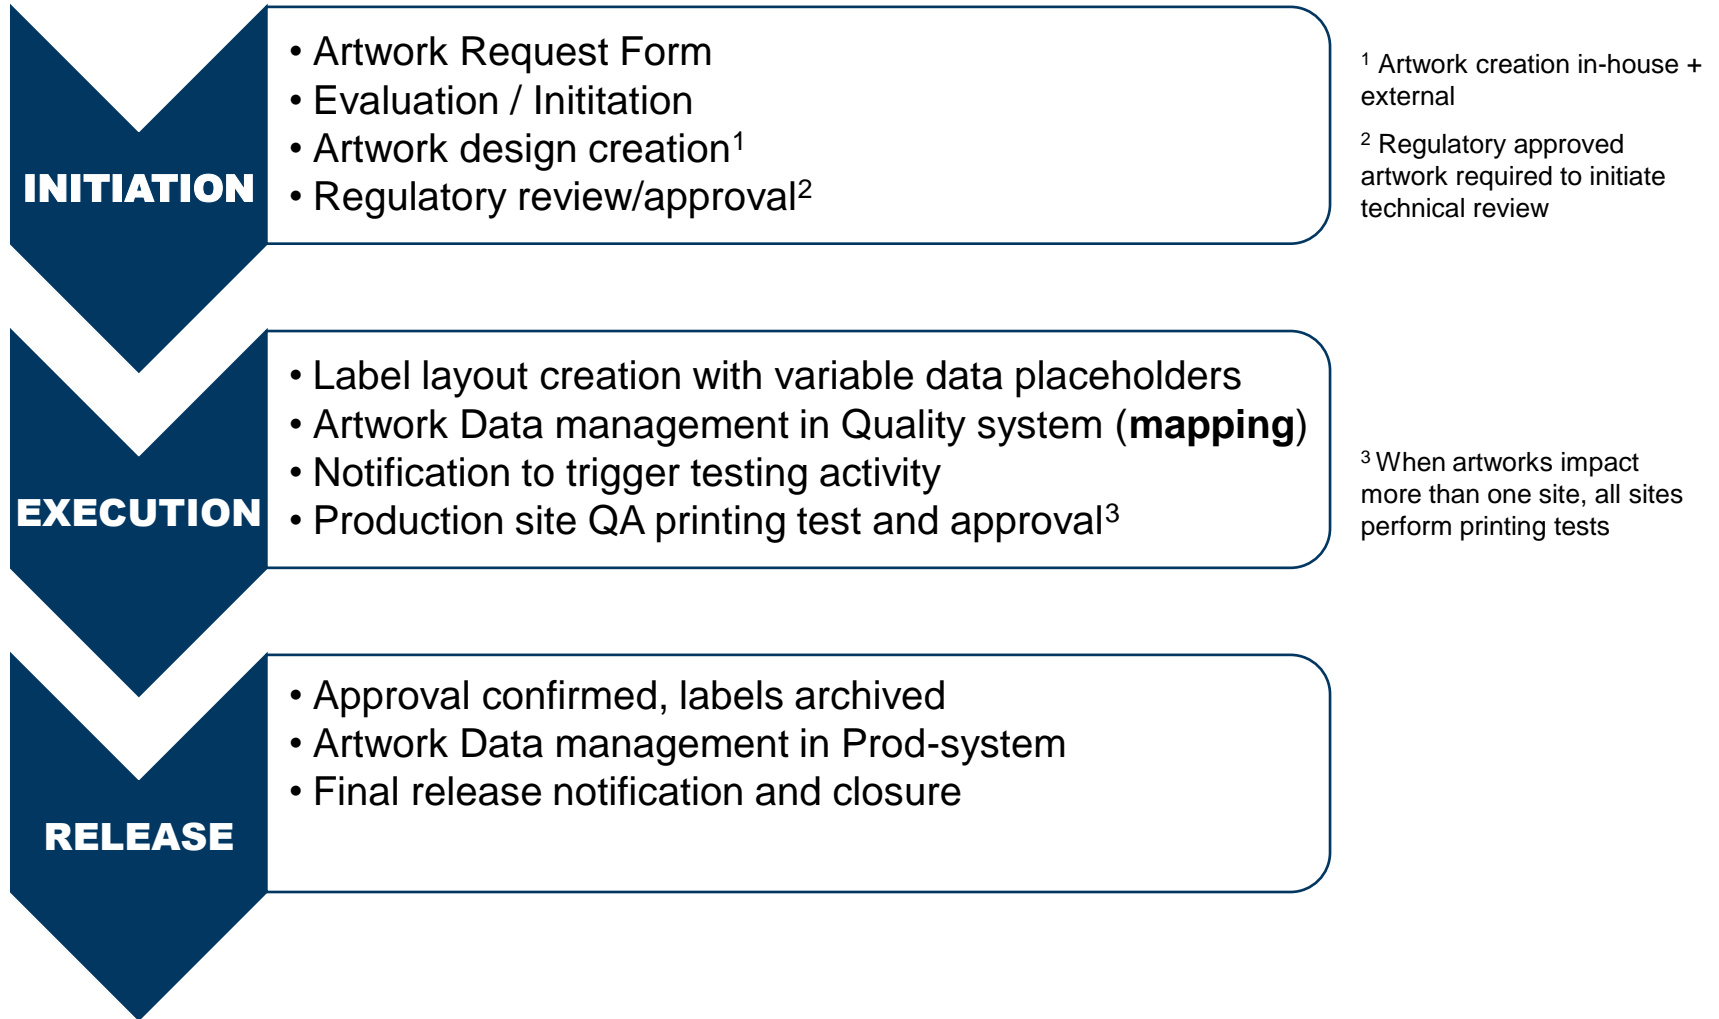 INITIATION
• Artwork Request Form
• Evaluation / Inititation
• Artwork design creation¹
• Regulatory review/approval²
¹ Artwork creation in-house +
external
² Regulatory approved
artwork required to initiate
technical review
EXECUTION
• Label layout creation with variable data placeholders
• Artwork Data management in Quality system (mapping)
• Notification to trigger testing activity
• Production site QA printing test and approval³
³ When artworks impact
more than one site, all sites
perform printing tests
RELEASE
• Approval confirmed, labels archived
• Artwork Data management in Prod-system
• Final release notification and closure